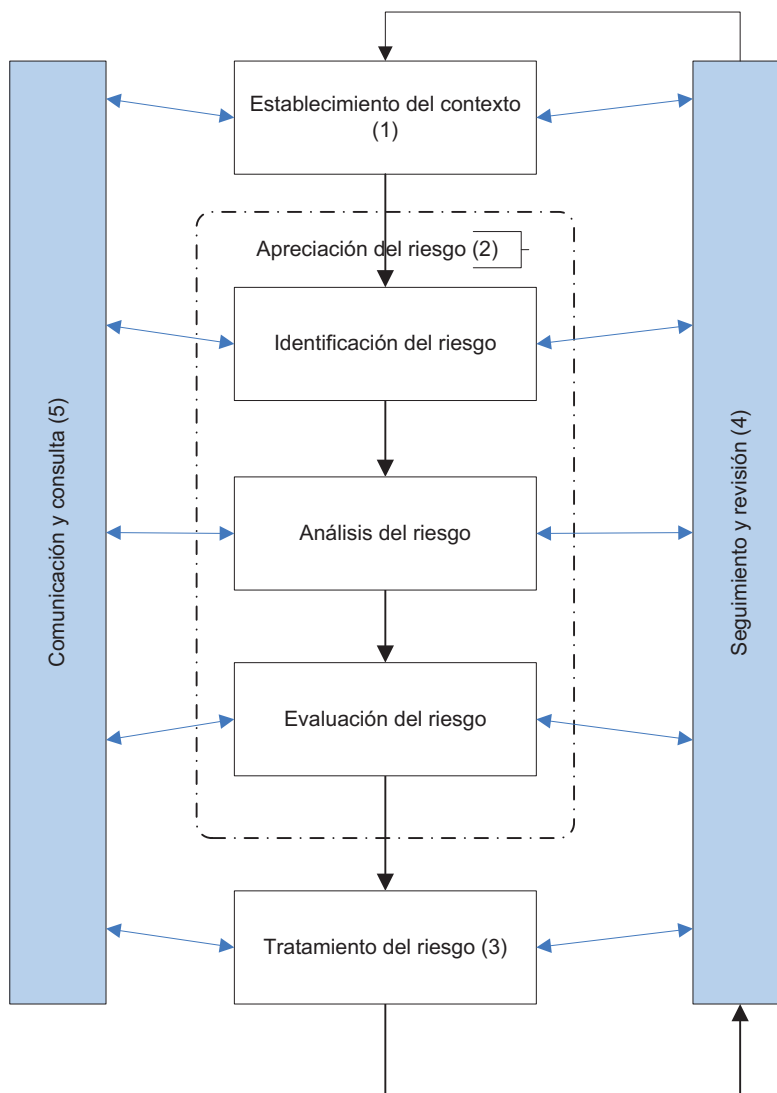 Establecimiento del contexto
(1)
Apreciación del riesgo (2)
Identificación del riesgo
Análisis del riesgo
Evaluación del riesgo
Tratamiento del riesgo (3)
Comunicación y consulta (5)
Seguimiento y revisión (4)